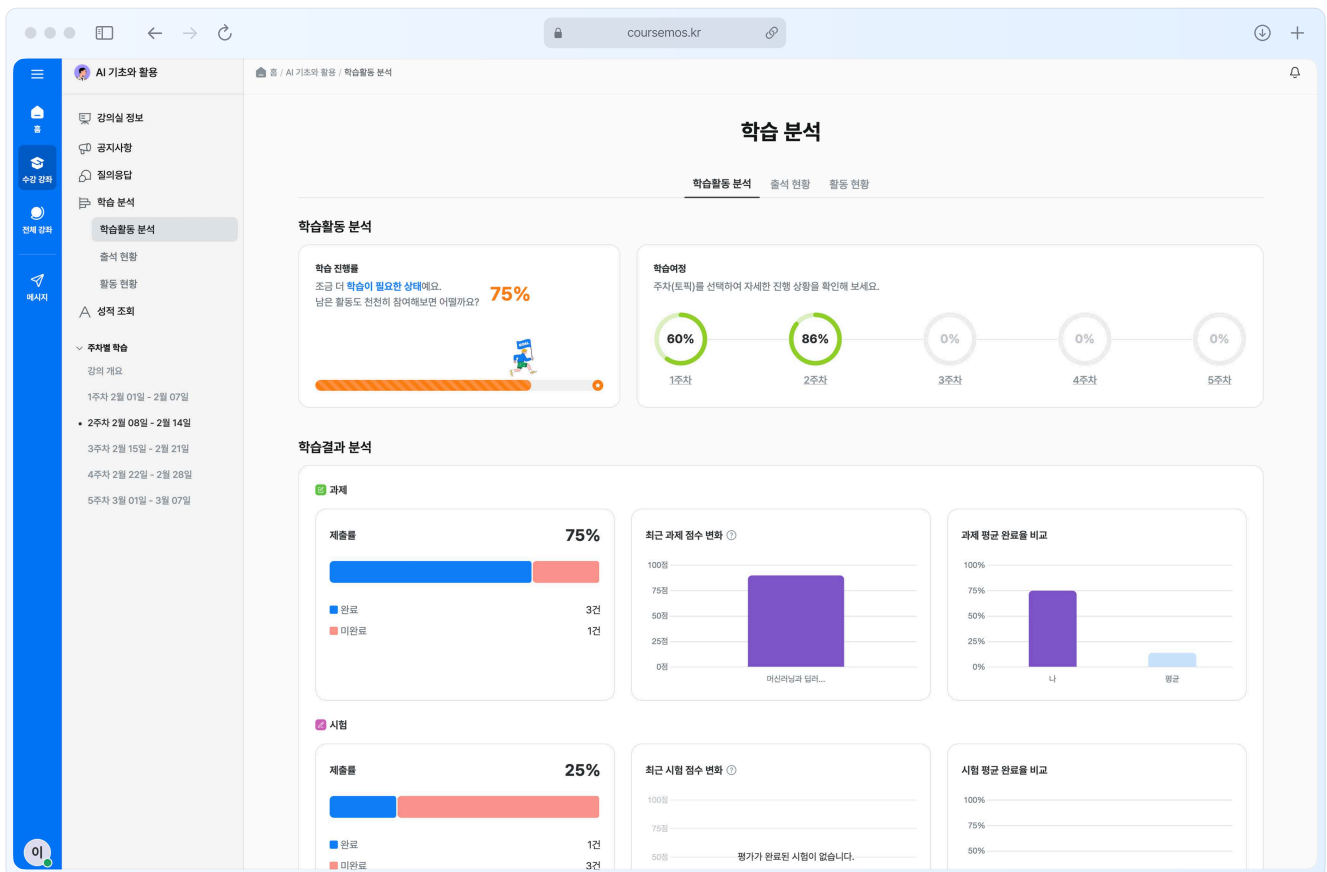 coursemos.kr
AI 기초와 활용
홈 / AI 기초와 활용 / 학습활동 분석
홈
수강 강좌
전체 강좌
메시지
이
강의실 정보
공지사항
질의응답
학습 분석
학습활동 분석
출석 현황
활동 현황
성적 조회
주차별 학습
강의 개요
1주차 2월 01일 - 2월 07일
2주차 2월 08일 - 2월 14일
3주차 2월 15일 - 2월 21일
4주차 2월 22일 - 2월 28일
5주차 3월 01일 - 3월 07일
학습 분석
학습활동 분석 출석 현황 활동 현황
학습활동 분석
학습 진행률
조금 더 학습이 필요한 상태예요.
남은 활동도 천천히 참여해보면 어떨까요?
75%
학습여정
주차(토픽)를 선택하여 자세한 진행 상황을 확인해 보세요.
60% 86% 0% 0% 0%
1주차 2주차 3주차 4주차 5주차
학습결과 분석
과제
제출률 75%
완료 3건
미완료 1건
최근 과제 점수 변화
100점
75점
50점
25점
0점
머신러닝과 딥러...
과제 평균 완료율 비교
100%
75%
50%
25%
0%
나 평균
시험
제출률 25%
완료 1건
미완료 3건
최근 시험 점수 변화
100점
75점
50점
평가가 완료된 시험이 없습니다.
시험 평균 완료율 비교
100%
75%
50%